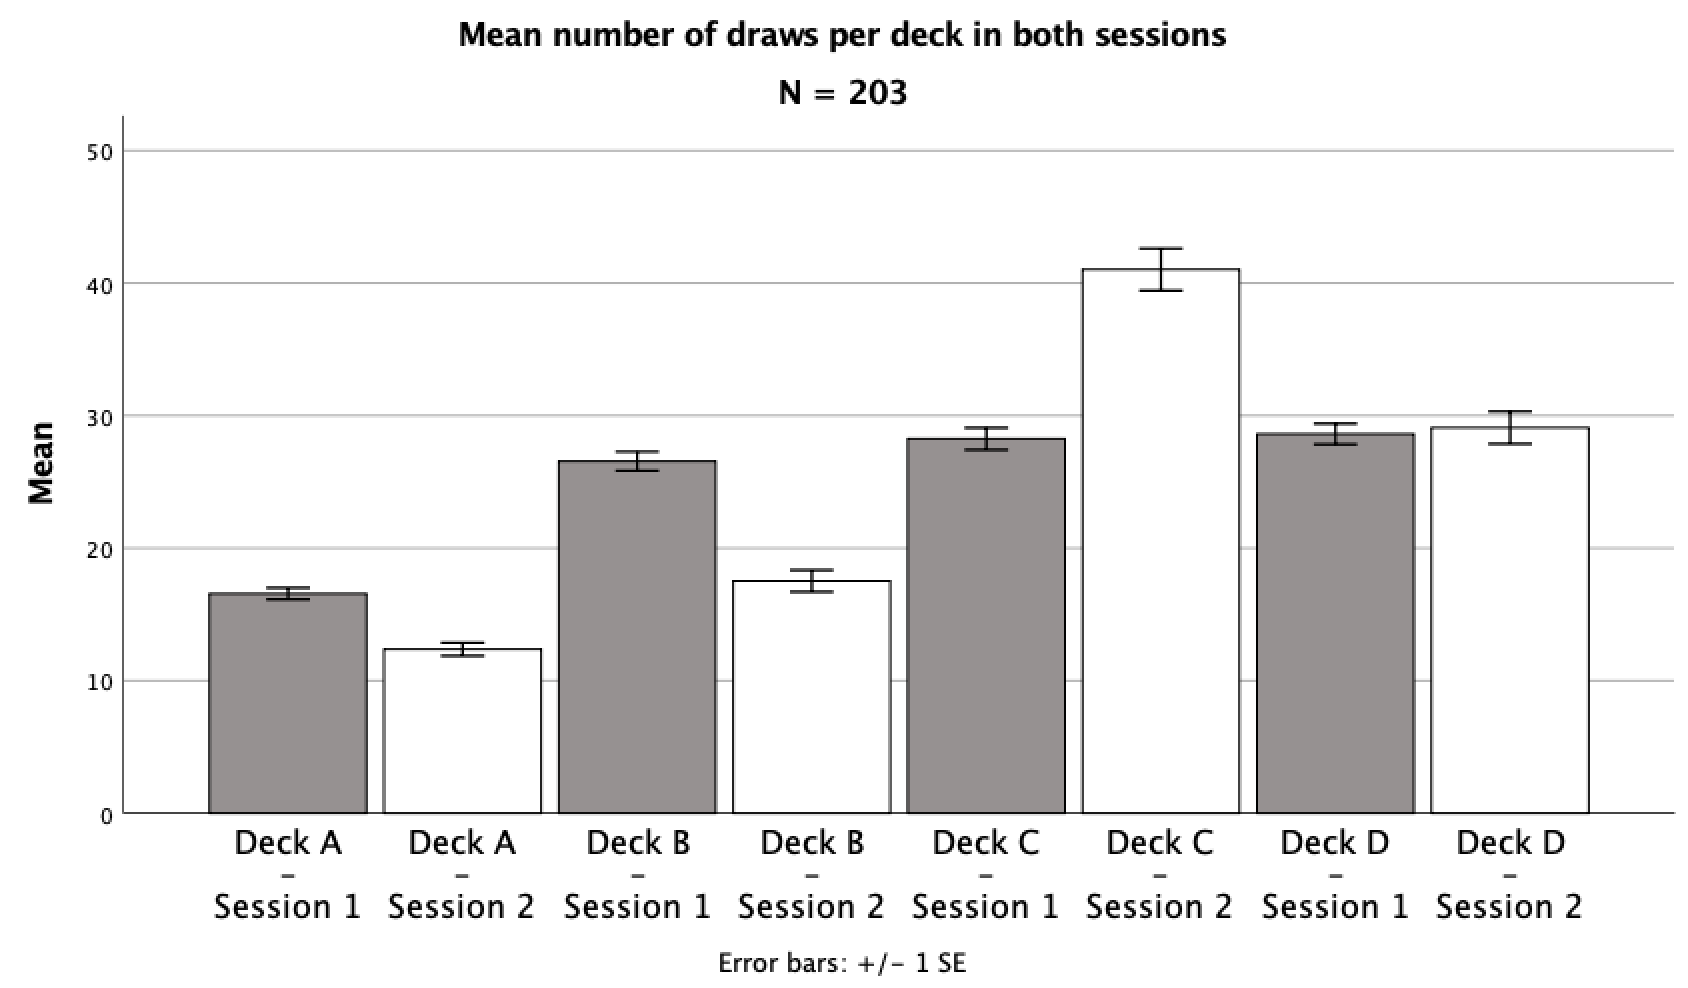 Mean number of draws per deck in both sessions
N = 203
50
40
30
20
10
0
Mean
Deck A Deck A Deck B Deck B Deck C Deck C Deck D Deck D
– – – – – – – –
Session 1 Session 2 Session 1 Session 2 Session 1 Session 2 Session 1 Session 2
Error bars: +/− 1 SE